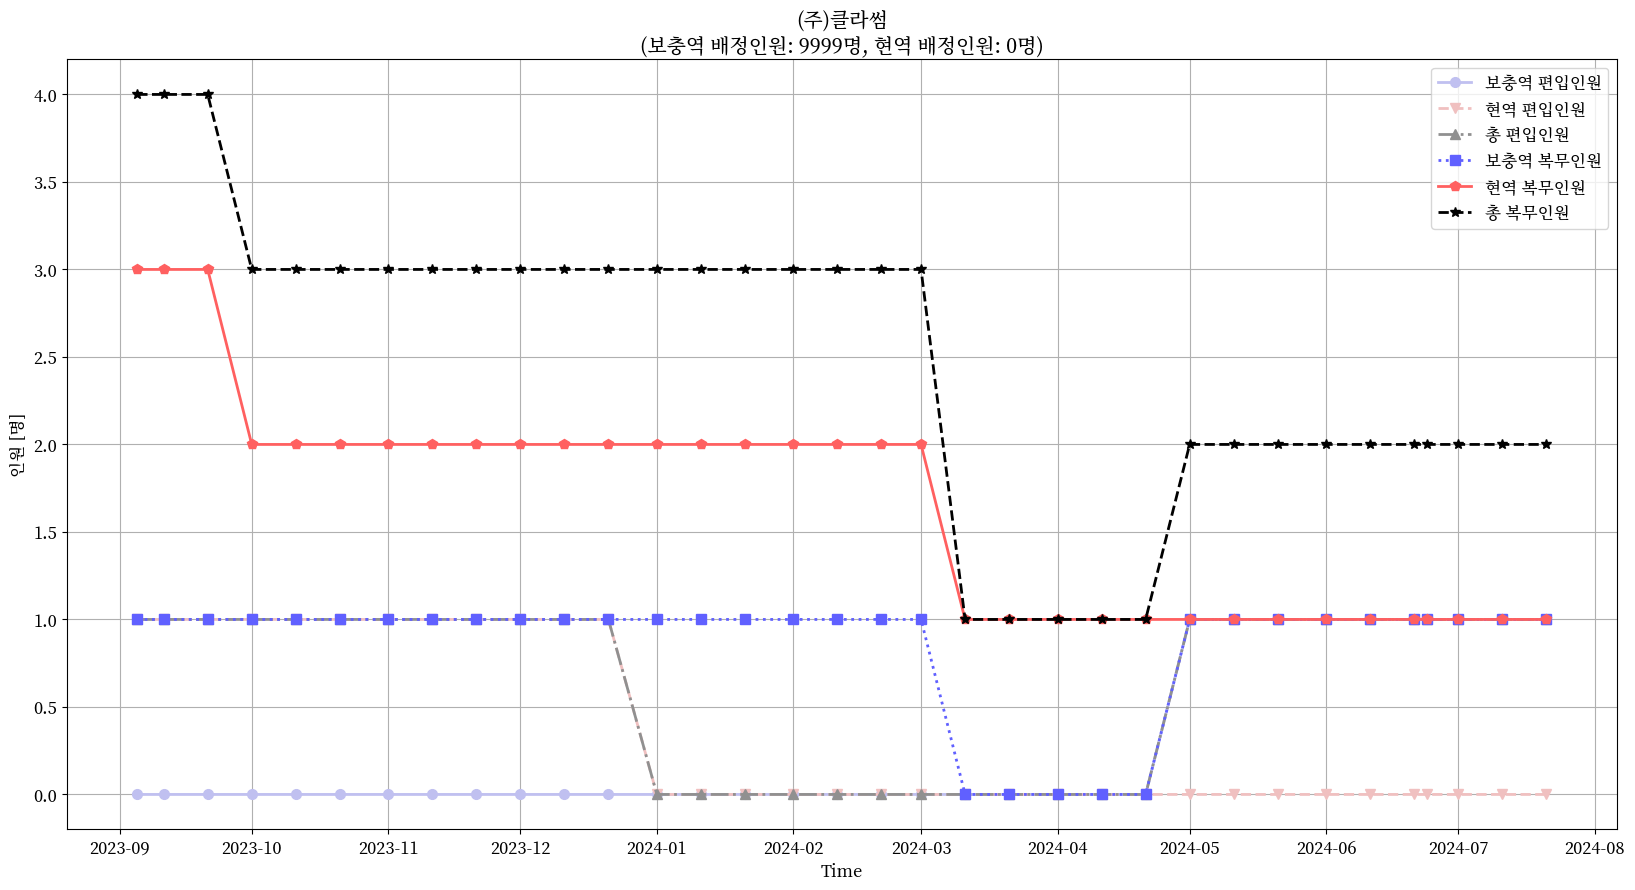 (주)클라썸
(보충역 배정인원: 9999명, 현역 배정인원: 0명)
보충역 편입인원
현역 편입인원
총 편입인원
보충역 복무인원
현역 복무인원
총 복무인원
인원 [명]
4.0
3.5
3.0
2.5
2.0
1.5
1.0
0.5
0.0
2023-09 2023-10 2023-11 2023-12 2024-01 2024-02 2024-03 2024-04 2024-05 2024-06 2024-07 2024-08
Time